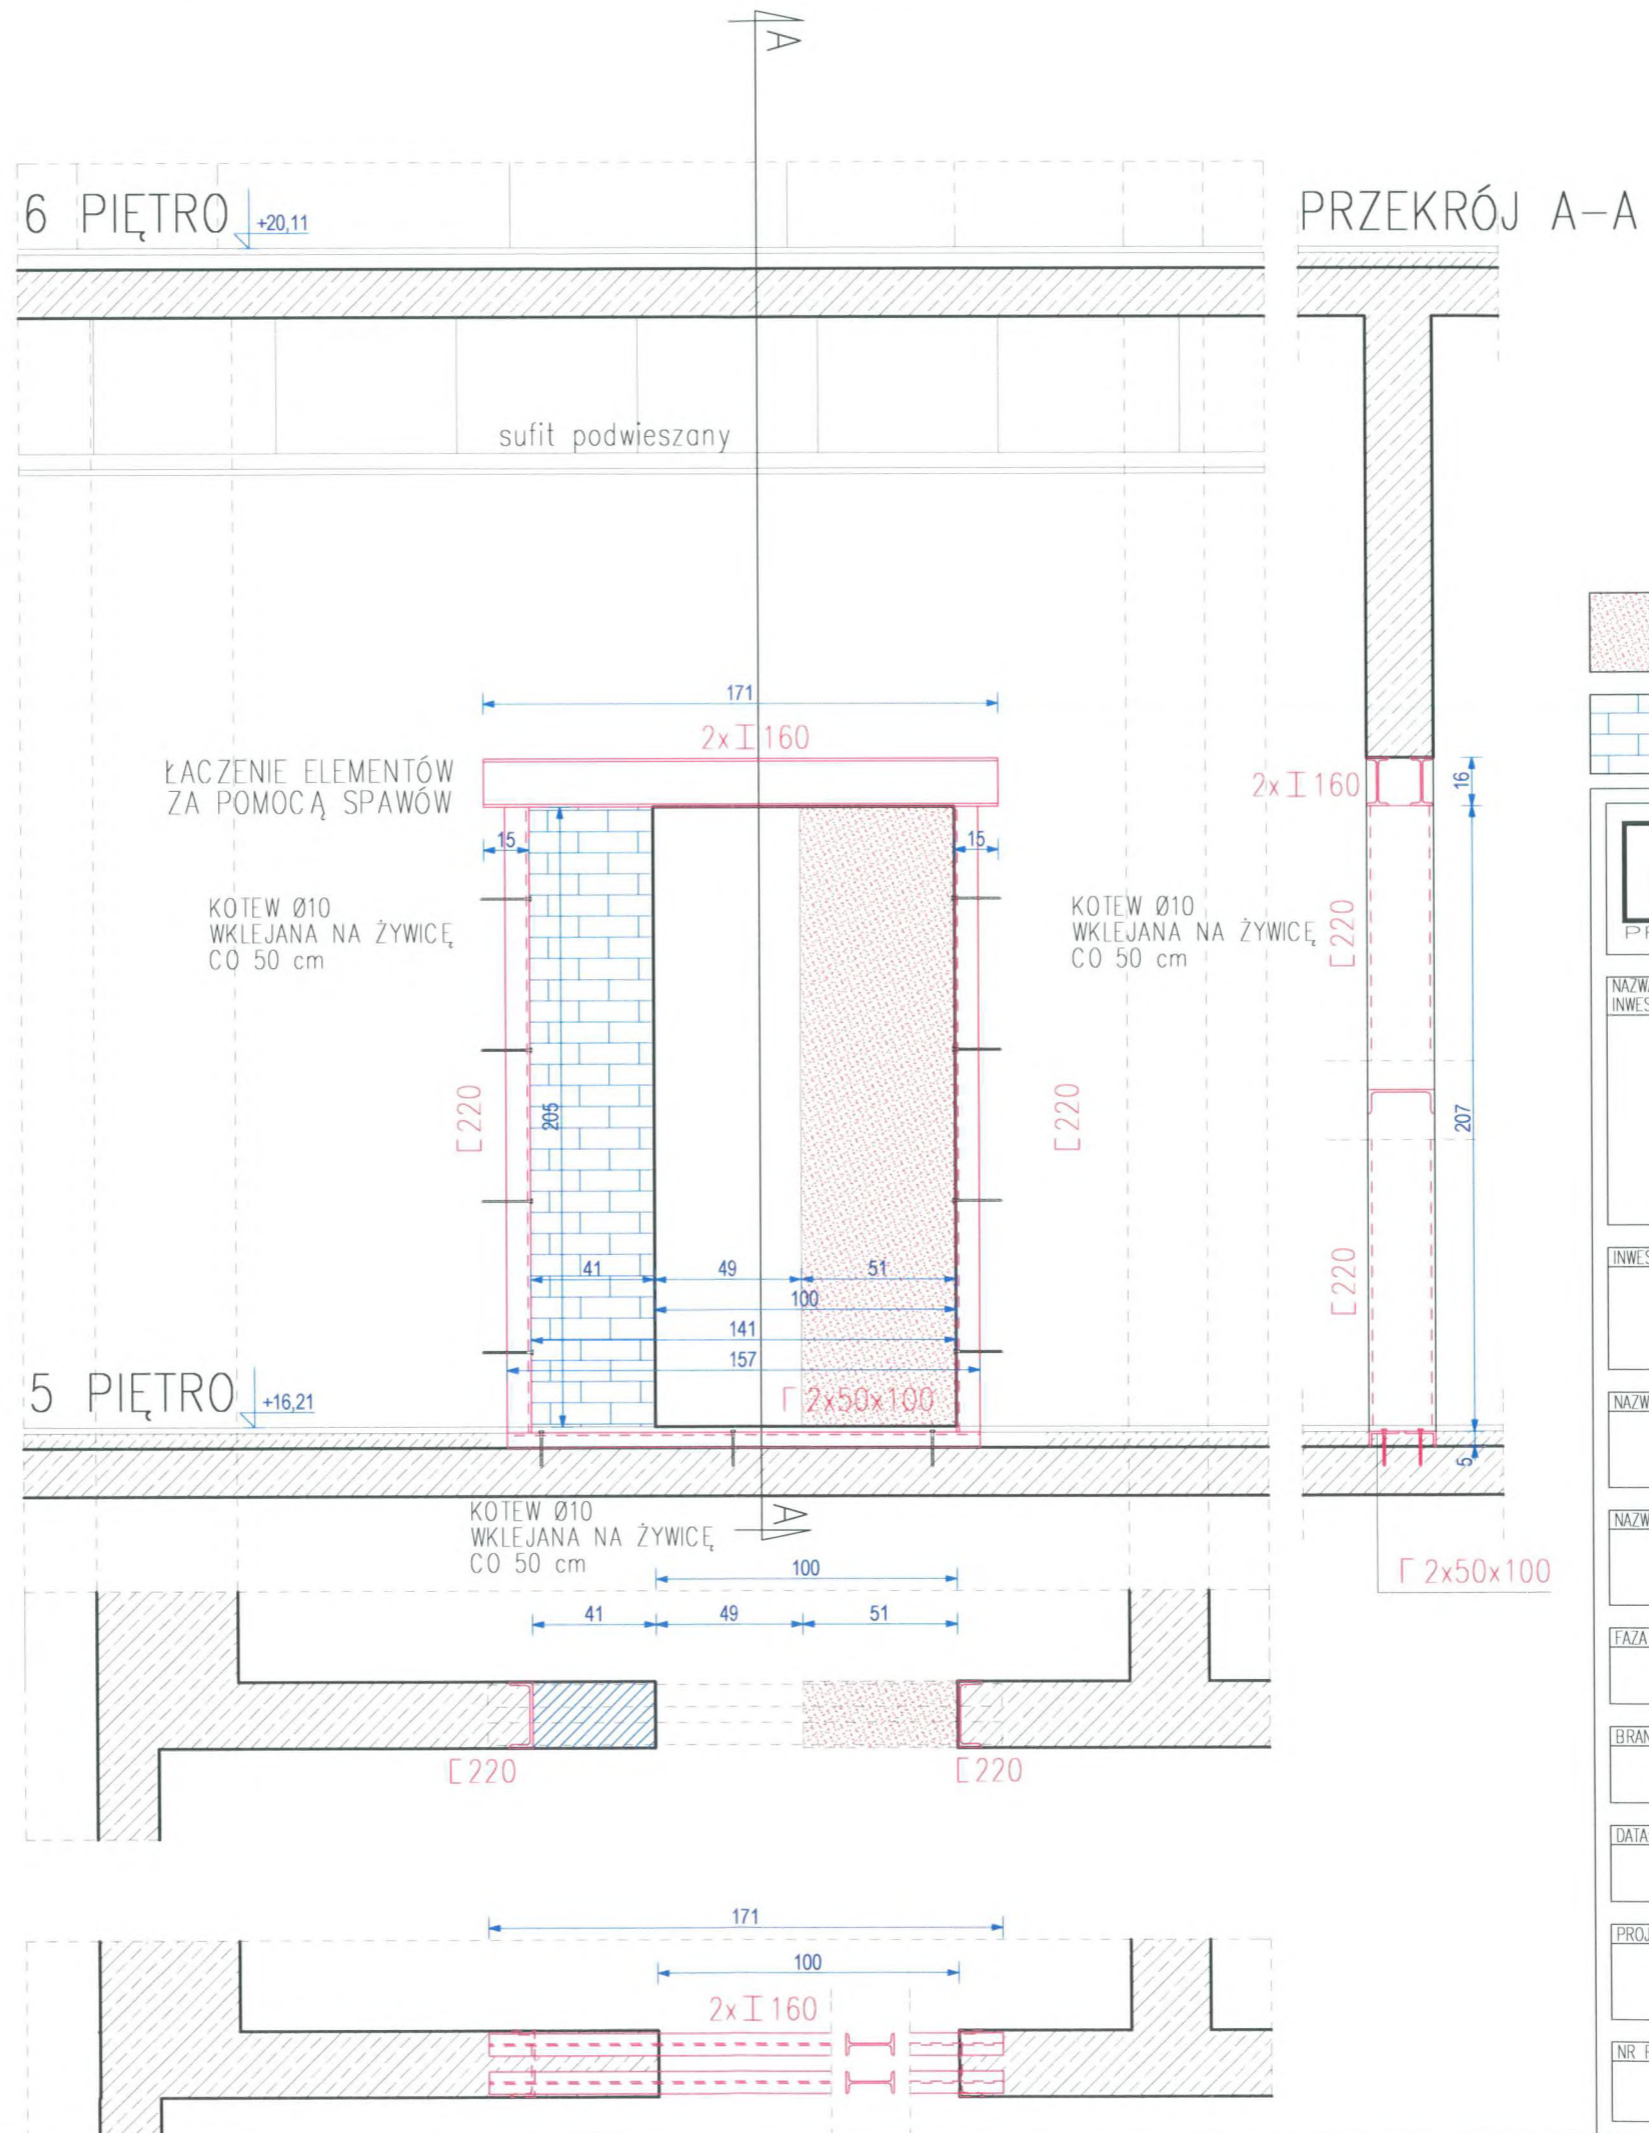 A
6 PIĘTRO
+20,11
PRZEKRÓJ A-A
sufit podwieszany
171
2x I 160
ŁACZENIE ELEMENTÓW
ZA POMOCĄ SPAWÓW
2x I 160
16
15
15
KOTEW Ø10
WKLEJANA NA ŻYWICĘ
CO 50 cm
KOTEW Ø10
WKLEJANA NA ŻYWICĘ
CO 50 cm
[220
[220
205
[220
207
41
49
51
[220
100
141
157
5 PIĘTRO
+16,21
Γ 2x50x100
5
KOTEW Ø10
WKLEJANA NA ŻYWICĘ
CO 50 cm
A
100
Γ 2x50x100
41
49
51
[220
[220
171
100
2x I 160
NAZW
INWES
INWES
NAZW
NAZW
FAZA
BRAN
DATA
PROJ